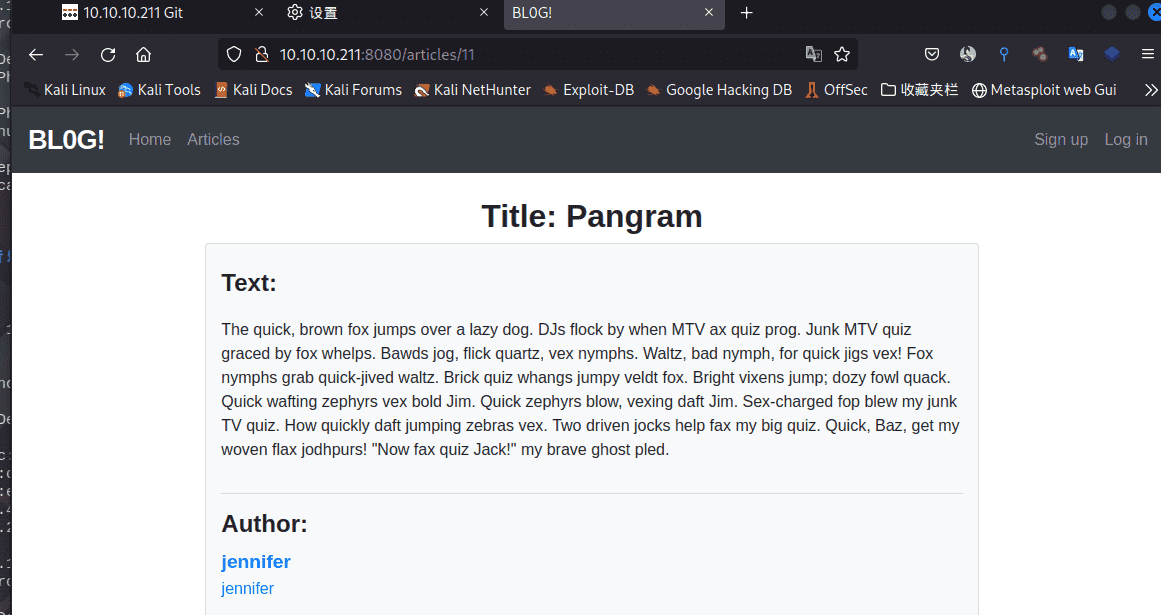 10.10.10.211 Git
设置
BL0G!
10.10.10.211:8080/articles/11
Kali Linux Kali Tools Kali Docs Kali Forums Kali NetHunter Exploit-DB Google Hacking DB OffSec 收藏夹栏 Metasploit web Gui
BL0G! Home Articles Sign up Log in
Title: Pangram
Text:
The quick, brown fox jumps over a lazy dog. DJs flock by when MTV ax quiz prog. Junk MTV quiz
graced by fox whelps. Bawds jog, flick quartz, vex nymphs. Waltz, bad nymph, for quick jigs vex! Fox
nymphs grab quick-jived waltz. Brick quiz whangs jumpy veldt fox. Bright vixens jump; dozy fowl quack.
Quick wafting zephyrs vex bold Jim. Quick zephyrs blow, vexing daft Jim. Sex-charged fop blew my junk
TV quiz. How quickly daft jumping zebras vex. Two driven jocks help fax my big quiz. Quick, Baz, get my
woven flax jodhpurs! "Now fax quiz Jack!" my brave ghost pled.
Author:
jennifer
jennifer